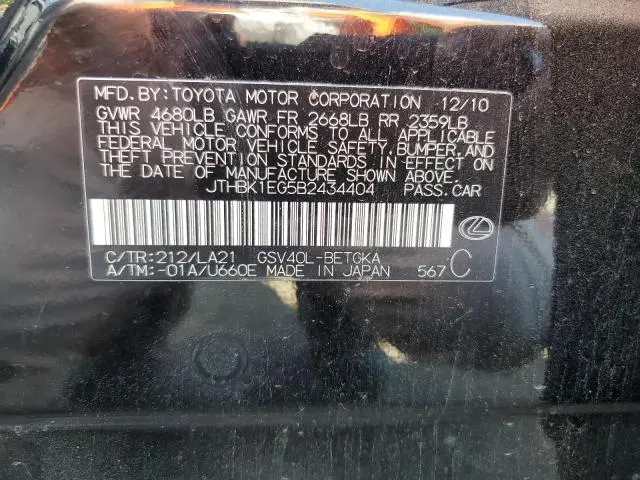 MFD. BY: TOYOTA MOTOR CORPORATION 12/10
GVWR 4680LB GAWR FR 2668LB RR 2359LB
THIS VEHICLE CONFORMS TO ALL APPLICABLE
FEDERAL MOTOR VEHICLE SAFETY, BUMPER, AND
THEFT PREVENTION STANDARDS IN EFFECT ON
THE DATE OF MANUFACTURE SHOWN ABOVE.
JTHBK1EG5B2434404 PASS. CAR
C/TR: 212/LA21 GSV40L-BETGKA
A/TM: -01A/U660E MADE IN JAPAN 567 C